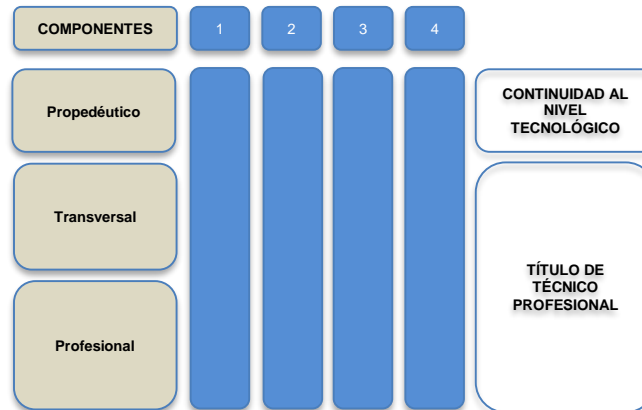 COMPONENTES
1
2
3
4
Propedéutico
CONTINUIDAD AL
NIVEL
TECNOLÓGICO
Transversal
Profesional
TÍTULO DE
TÉCNICO
PROFESIONAL